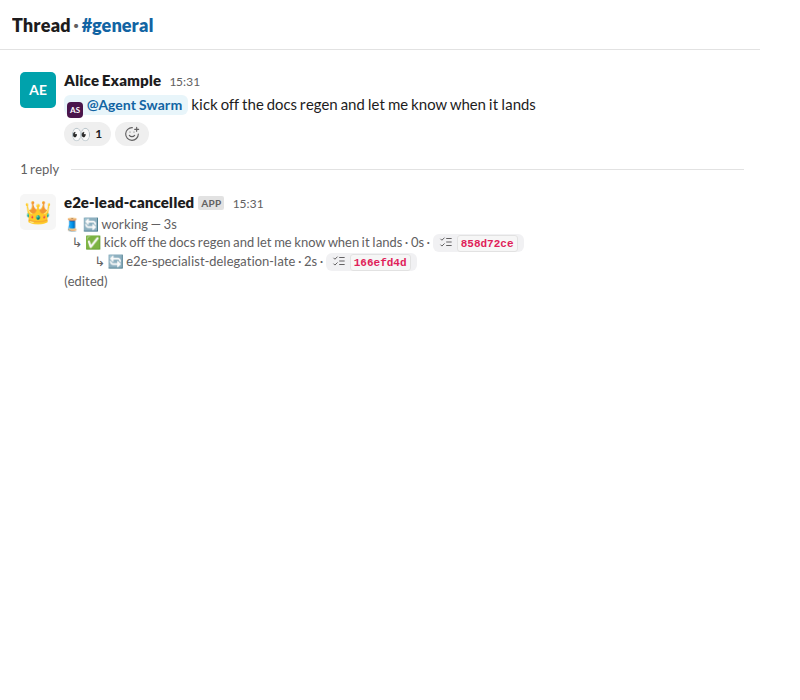 Thread • #general
AE
Alice Example 15:31
AS @Agent Swarm kick off the docs regen and let me know when it lands
1
1 reply
e2e-lead-cancelled APP 15:31
working — 3s
↳ kick off the docs regen and let me know when it lands · 0s · 858d72ce
↳ e2e-specialist-delegation-late · 2s · 166efd4d
(edited)